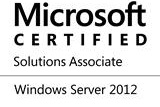 Microsoft
CERTIFIED
Solutions Associate
Windows Server 2012